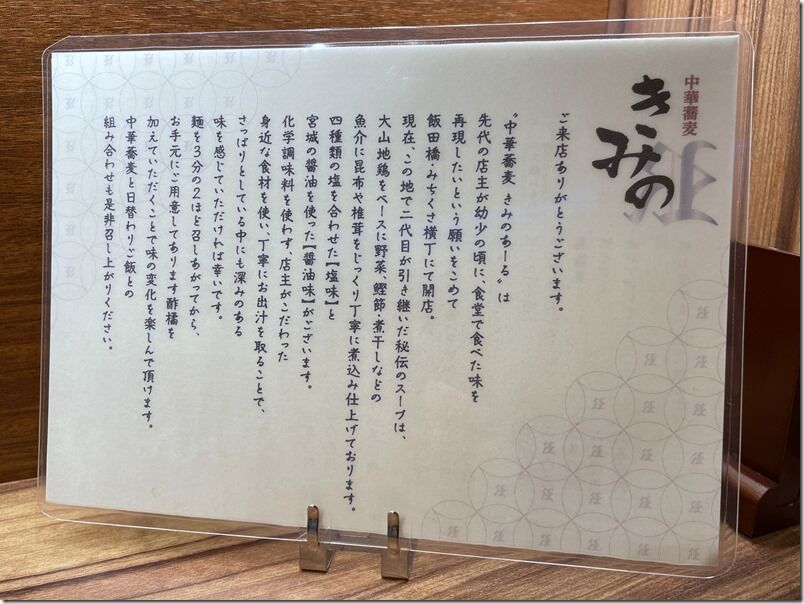 中華蕎麦
きみの
ご来店ありがとうございます。
"中華蕎麦 きみのあーる"は
先代の店主が幼少の頃に、食堂で食べた味を
再現したいという願いをこめて
飯田橋・みちくさ横丁にて開店。
現在、この地で二代目が引き継いだ秘伝のスープは、
大山地鶏をベースに野菜、鰹節・煮干しなどの
魚介に昆布や椎茸をじっくり丁寧に煮込み仕上げております。
四種類の塩を合わせた【塩味】と
宮城の醤油を使った【醤油味】がございます。
化学調味料を使わず、店主がこだわった
身近な食材を使い、丁寧にお出汁を取ることで、
さっぱりとしている中にも深みのある
味を感じていただければ幸いです。
麺を3分の2ほど召しあがってから、
お手元にご用意してあります酢橘を
加えていただくことで味の変化を楽しんで頂けます。
中華蕎麦と日替わりご飯との
組み合わせも是非召し上がりください。